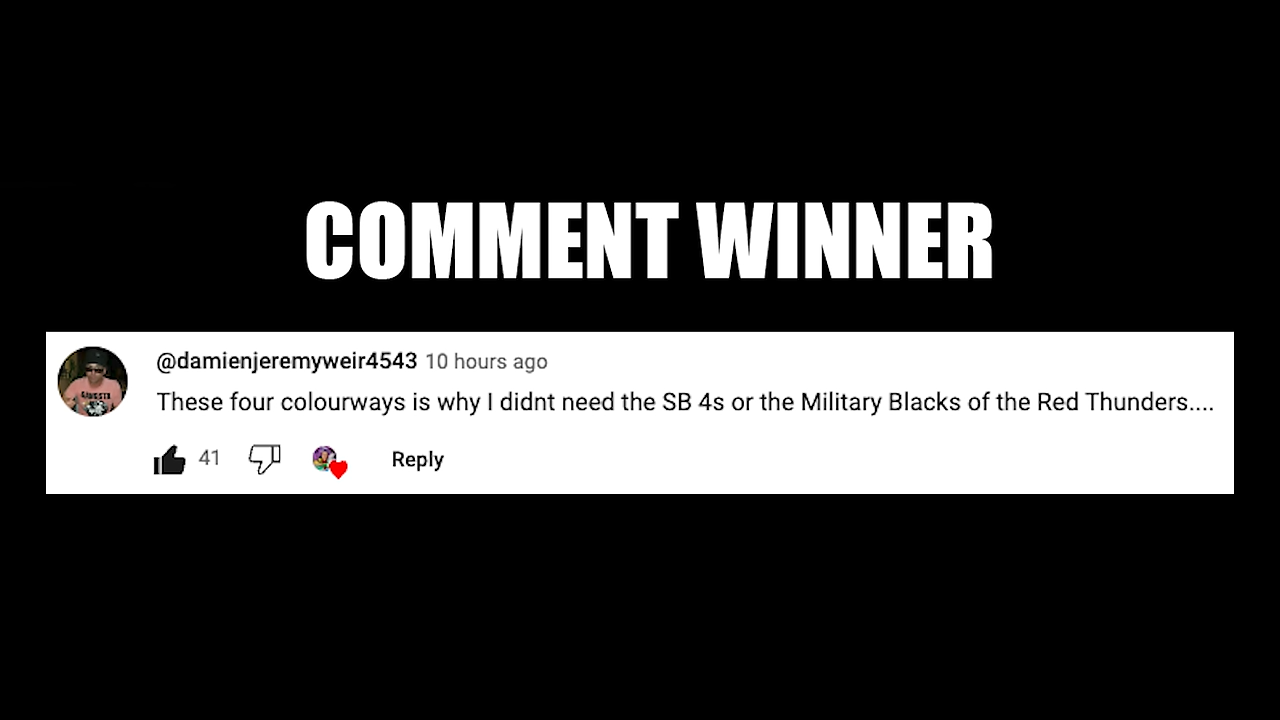 COMMENT WINNER
@damienjeremyweir4543 10 hours ago
These four colourways is why I didnt need the SB 4s or the Military Blacks of the Red Thunders....
41 Reply